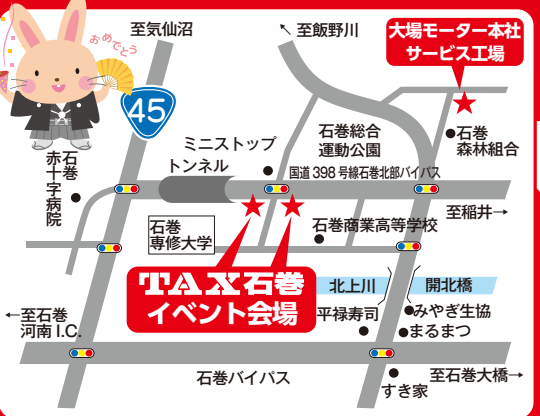 おめでとう
至気仙沼
至飯野川
大場モーター本社
サービス工場
45
ミニストップ
トンネル
石巻総合
運動公園
石巻
森林組合
国道398号線石巻北部バイパス
石巻
赤十字病院
至稲井→
石巻
専修大学
石巻商業高等学校
TAX石巻
イベント会場
北上川
開北橋
←至石巻
河南I.C.
平禄寿司
みやぎ生協
まるまつ
石巻バイパス
至石巻大橋→
すき家